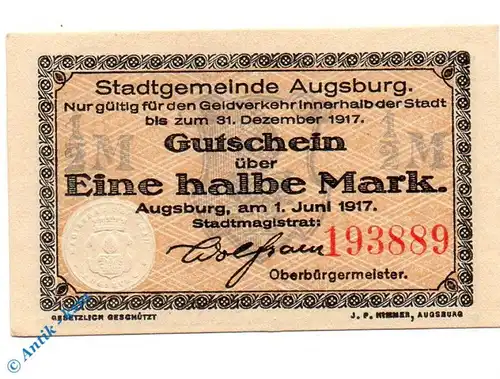 Stadtgemeinde Augsburg.
Nur gültig für den Geldverkehr innerhalb der Stadt
bis zum 31. Dezember 1917.
Gutschein
über
Eine halbe Mark.
½ M
½ M
Augsburg, am 1. Juni 1917.
Stadtmagistrat:
Wolfram
193889
Oberbürgermeister.
GESETZLICH GESCHÜTZT
J. P. HIMMER, AUGSBURG